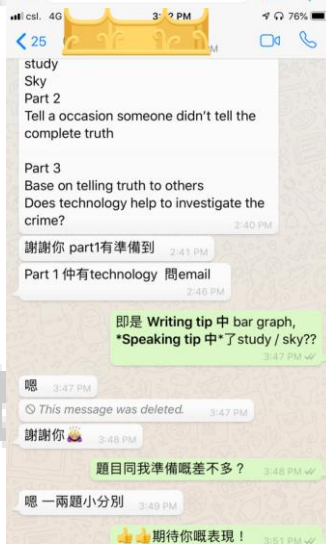 csl. 4G 3: 2 PM 76%
25 M
study
Sky
Part 2
Tell a occasion someone didn't tell the
complete truth
Part 3
Base on telling truth to others
Does technology help to investigate the
crime?
2:40 PM
謝謝你 part1有準備到 2:41 PM
Part 1 仲有technology 問email
2:46 PM
即是 Writing tip 中 bar graph,
*Speaking tip 中*了study / sky??
3:47 PM
嗯 3:47 PM
This message was deleted. 3:47 PM
謝謝你🙇 3:48 PM
題目同我準備嘅差不多? 3:48 PM
嗯 一兩題小分別 3:49 PM
👍👍期待你嘅表現! 3:51 PM